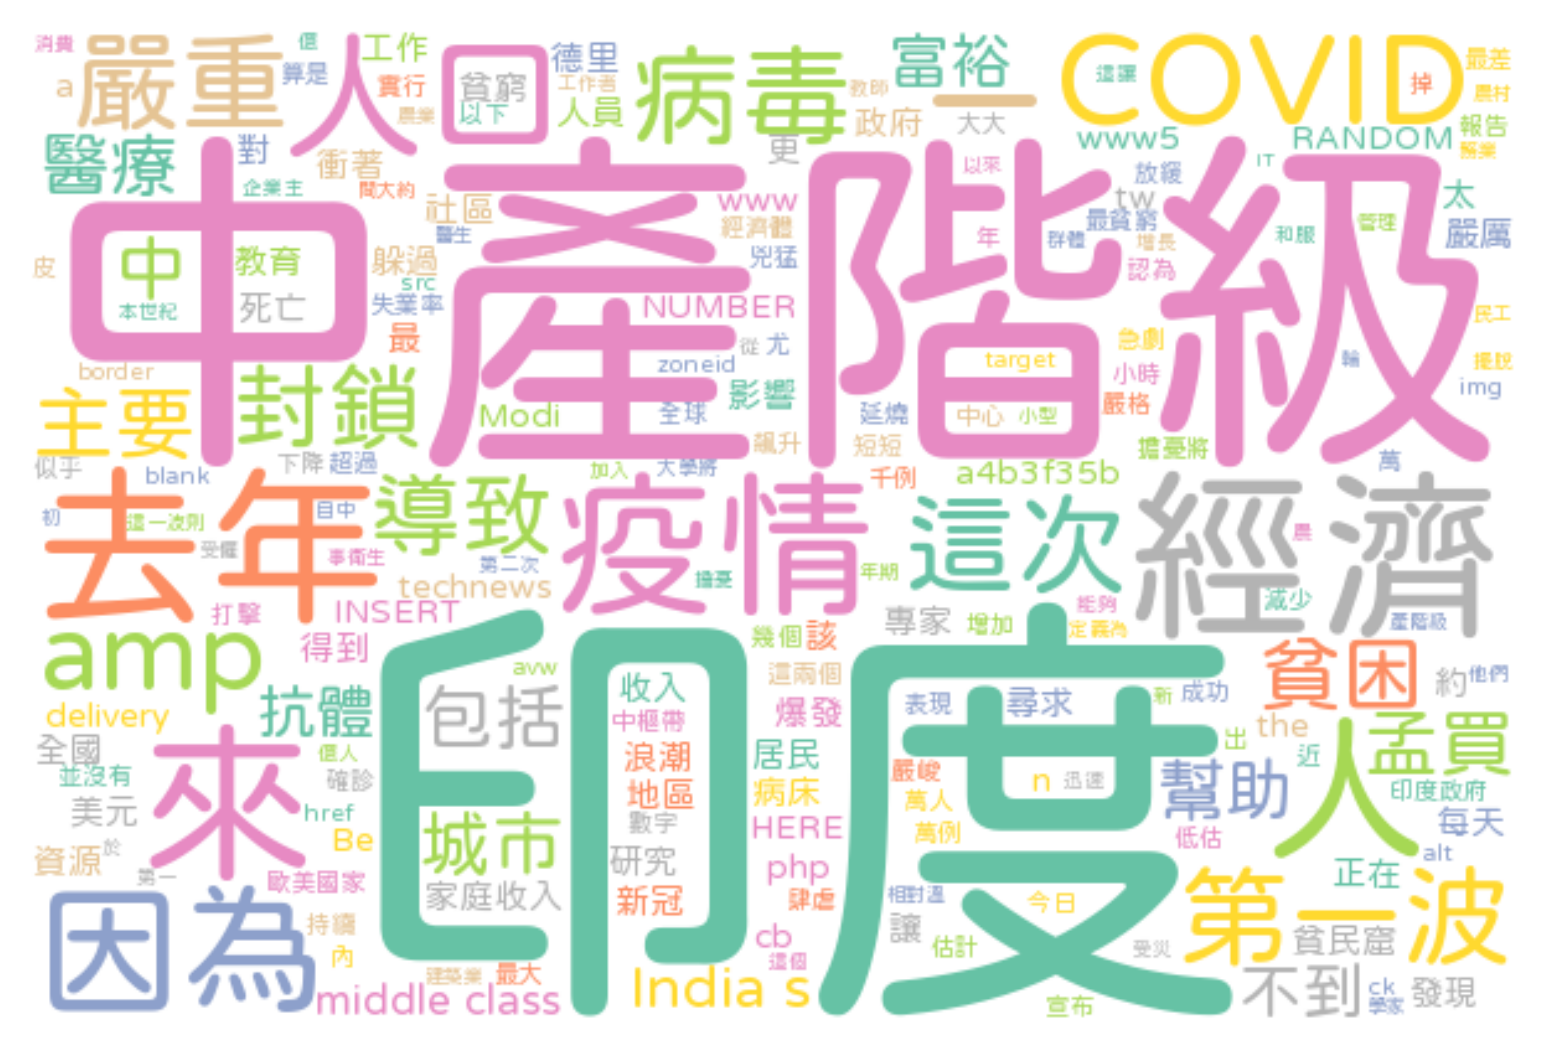 消費
嚴重
還
算是
人口
工作
實行
農業
貧窮
以下
德里
工作者
人員
病毒
教師
政府
富裕
一
大大
COVID
這讓
掉
最差
農村
報告
醫業
a
醫療
對
企業主
衝著
間大約
社區
醫生
更
www
經濟體
兇猛
www5
RANDOM
IT
以來
放緩
tw
最貧窮
群體
增長
年
認為
太
管理
和服
嚴厲
中產階級
皮
中
本世紀
教育
死亡
躲過
src
失業率
最
NUMBER
從
尤
zoneid
影響
全球
Modi
target
急劇
小時
嚴格
民工
擺脫
輪
img
border
主要
封鎖
飆升
延燒
短短
中心
小型
擔憂將
萬
似乎
blank
下降
超過
加入
大學將
千例
a4b3f35b
初
去年
這一波則
受僱
目中
事衛生
導致
第二次
technews
疫情
擔憂
年期
這次
經濟
農
減少
產階級
打擊
INSERT
得到
專家
增加
能夠
定義為
amp
delivery
抗體
包括
avw
收入
中樞帶
幾個
該
這兩個
爆發
表現
尋求
新
成功
貧困
約
他們
全國
並沒有
美元
來
還人
確診
href
Be
浪潮
地區
數字
居民
病床
HERE
嚴峻
萬人
萬例
n
迅速
幫助
低估
出
the
近
人
孟買
印度政府
每天
alt
資源
於
第一
歐美國家
城市
家庭收入
研究
新冠
php
肆虐
相對溫
今日
正在
印度
因為
持續
內
建築業
最大
middle class
India s
cb
這個
讓
估計
受災
宣布
第一波
貧民窟
不到
ck
學家
發現